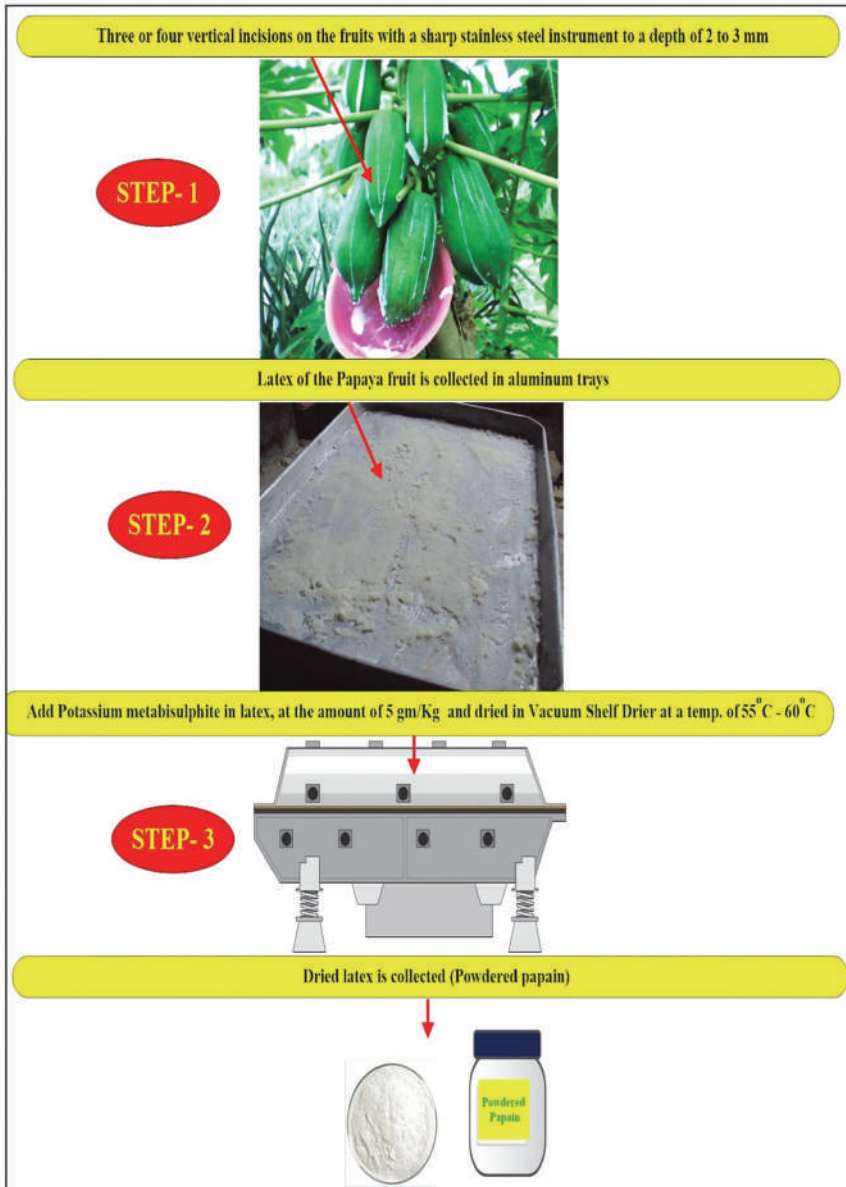 Three or four vertical incisions on the fruits with a sharp stainless steel instrument to a depth of 2 to 3 mm
STEP- 1
Latex of the Papaya fruit is collected in aluminum trays
STEP- 2
Add Potassium metabisulphite in latex, at the amount of 5 gm/Kg and dried in Vacuum Shelf Drier at a temp. of 55°C - 60°C
STEP- 3
Dried latex is collected (Powdered papain)
Powdered
Papain